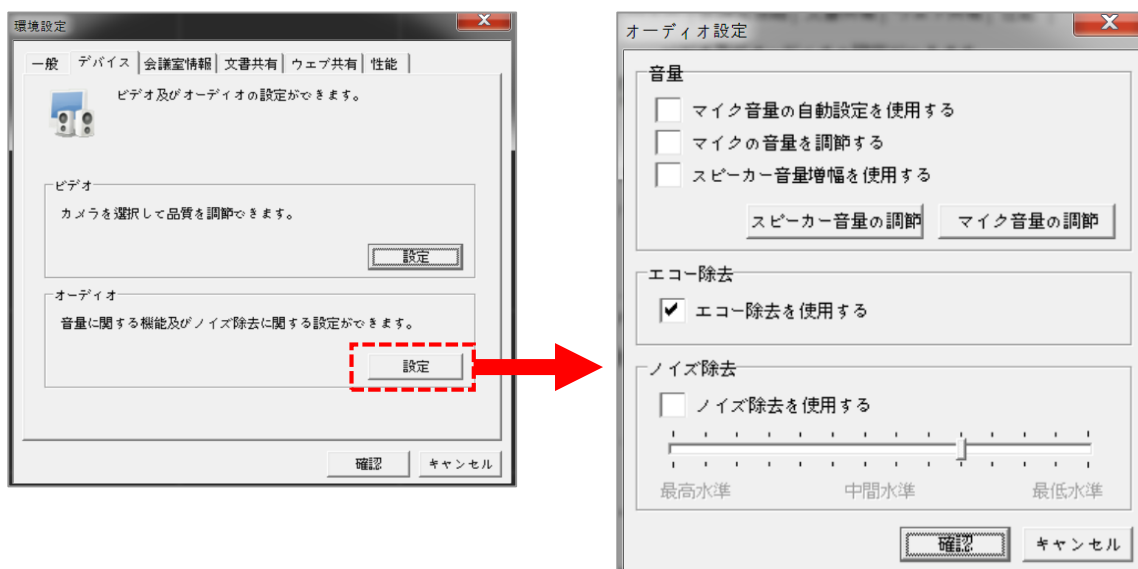 環境設定
一般 デバイス 会議室情報 文書共有 ウェブ共有 性能
ビデオ及びオーディオの設定ができます。
ビデオ
カメラを選択して品質を調節できます。
設定
オーディオ
音量に関する機能及びノイズ除去に関する設定ができます。
設定
確認 キャンセル
オーディオ設定
音量
マイク音量の自動設定を使用する
マイクの音量を調節する
スピーカー音量増幅を使用する
スピーカー音量の調節 マイク音量の調節
エコー除去
エコー除去を使用する
ノイズ除去
ノイズ除去を使用する
最高水準 中間水準 最低水準
確認 キャンセル